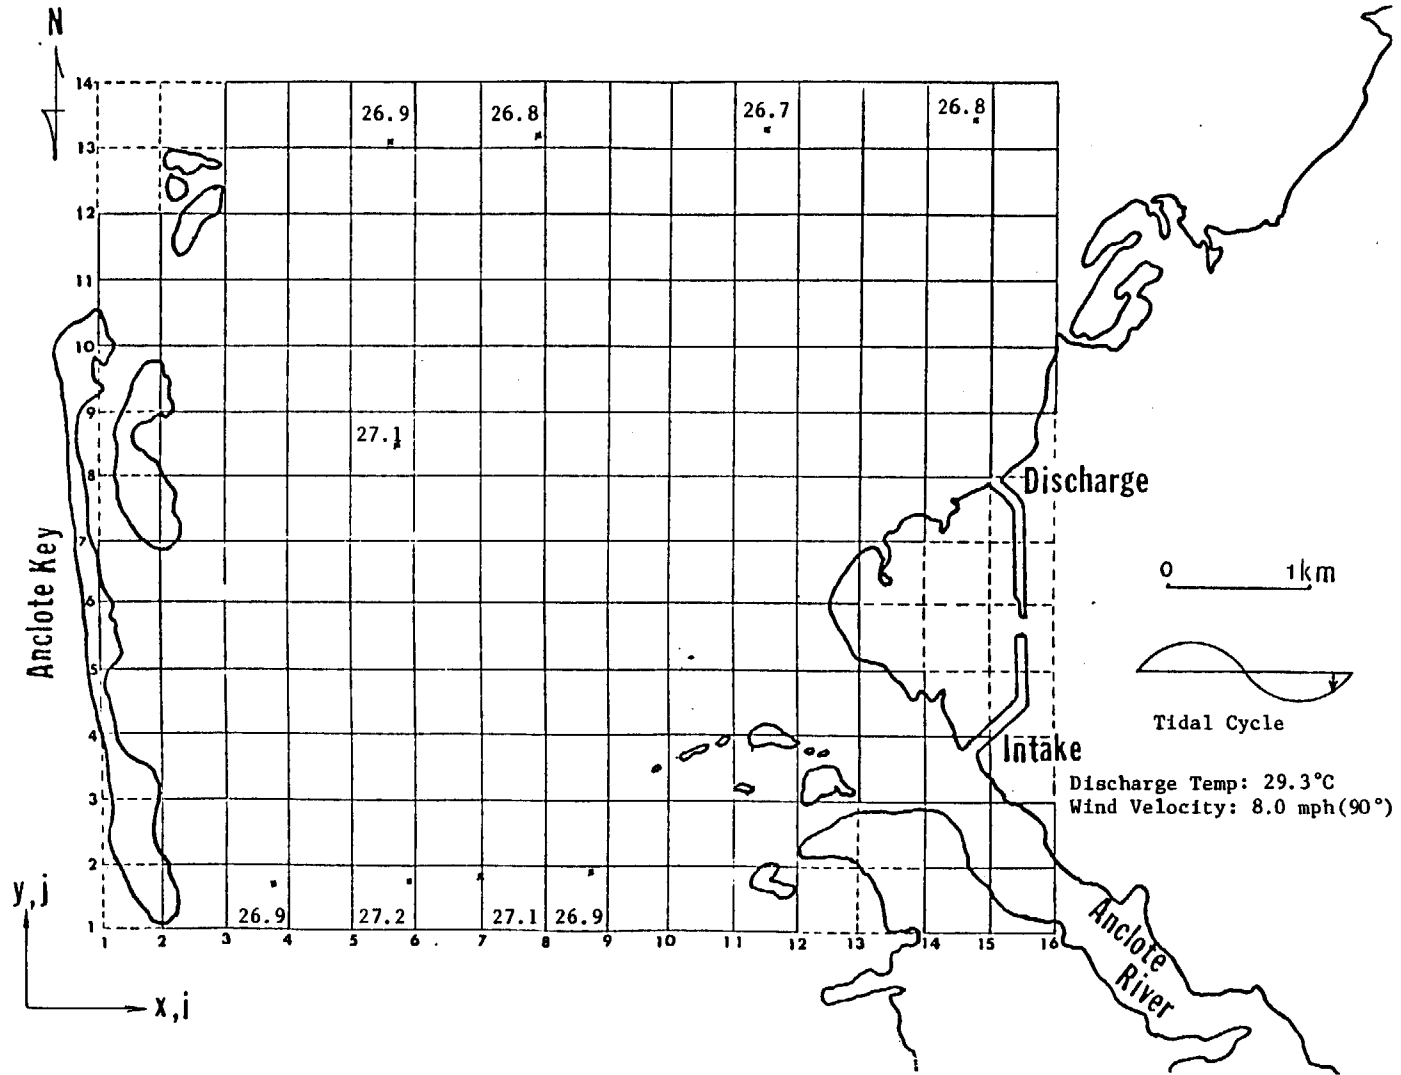 N
14
26.9
26.8
26.7
26.8
13
12
11
10
9
27.1
8
Discharge
7
Anclote Key
0 1km
6
5
Tidal Cycle
4
Intake
Discharge Temp: 29.3°C
3
Wind Velocity: 8.0 mph(90°)
2
y,j
26.9
27.2
27.1
26.9
1
1 2 3 4 5 6 7 8 9 10 11 12 13 14 15 16
Anclote
River
x,j